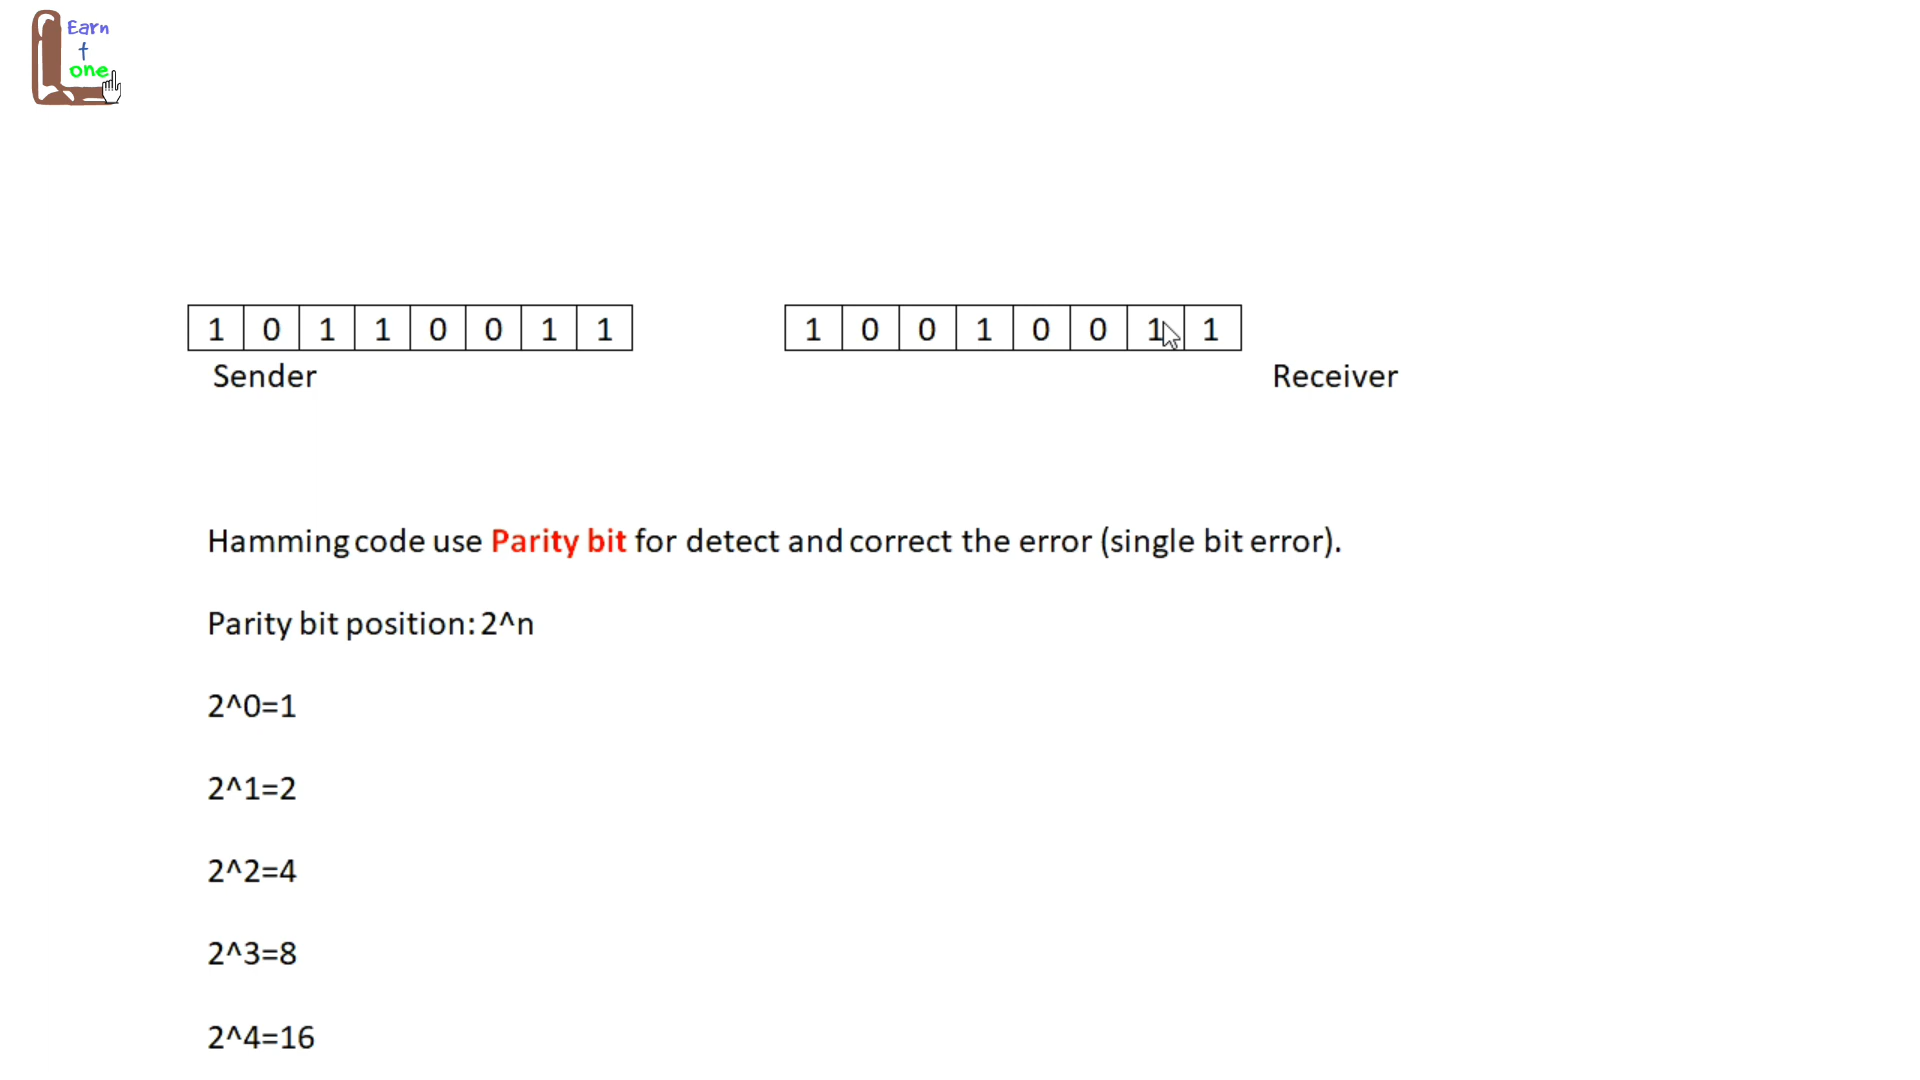 Earn
t
one
1 0 1 1 0 0 1 1
1 0 0 1 0 0 1 1
Sender
Receiver
Hamming code use Parity bit for detect and correct the error (single bit error).
Parity bit position: 2^n
2^0=1
2^1=2
2^2=4
2^3=8
2^4=16